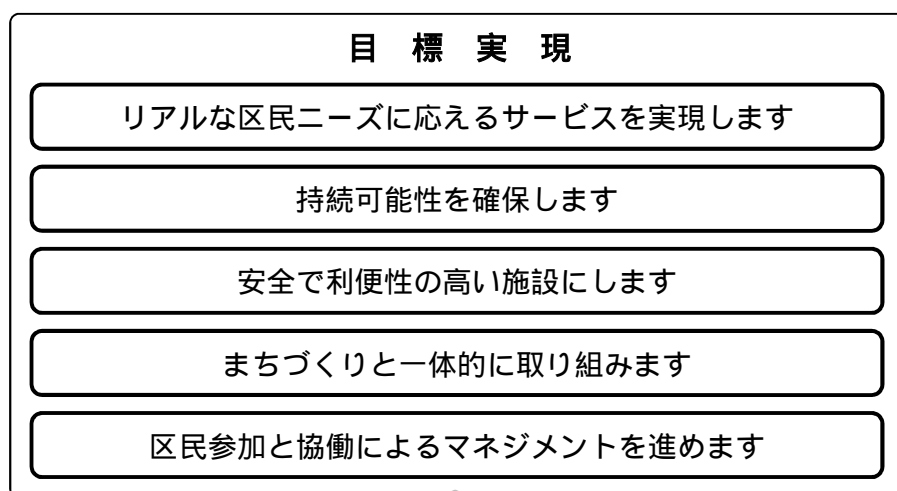 目標実現
リアルな区民ニーズに応えるサービスを実現します
持続可能性を確保します
安全で利便性の高い施設にします
まちづくりと一体的に取り組みます
区民参加と協働によるマネジメントを進めます